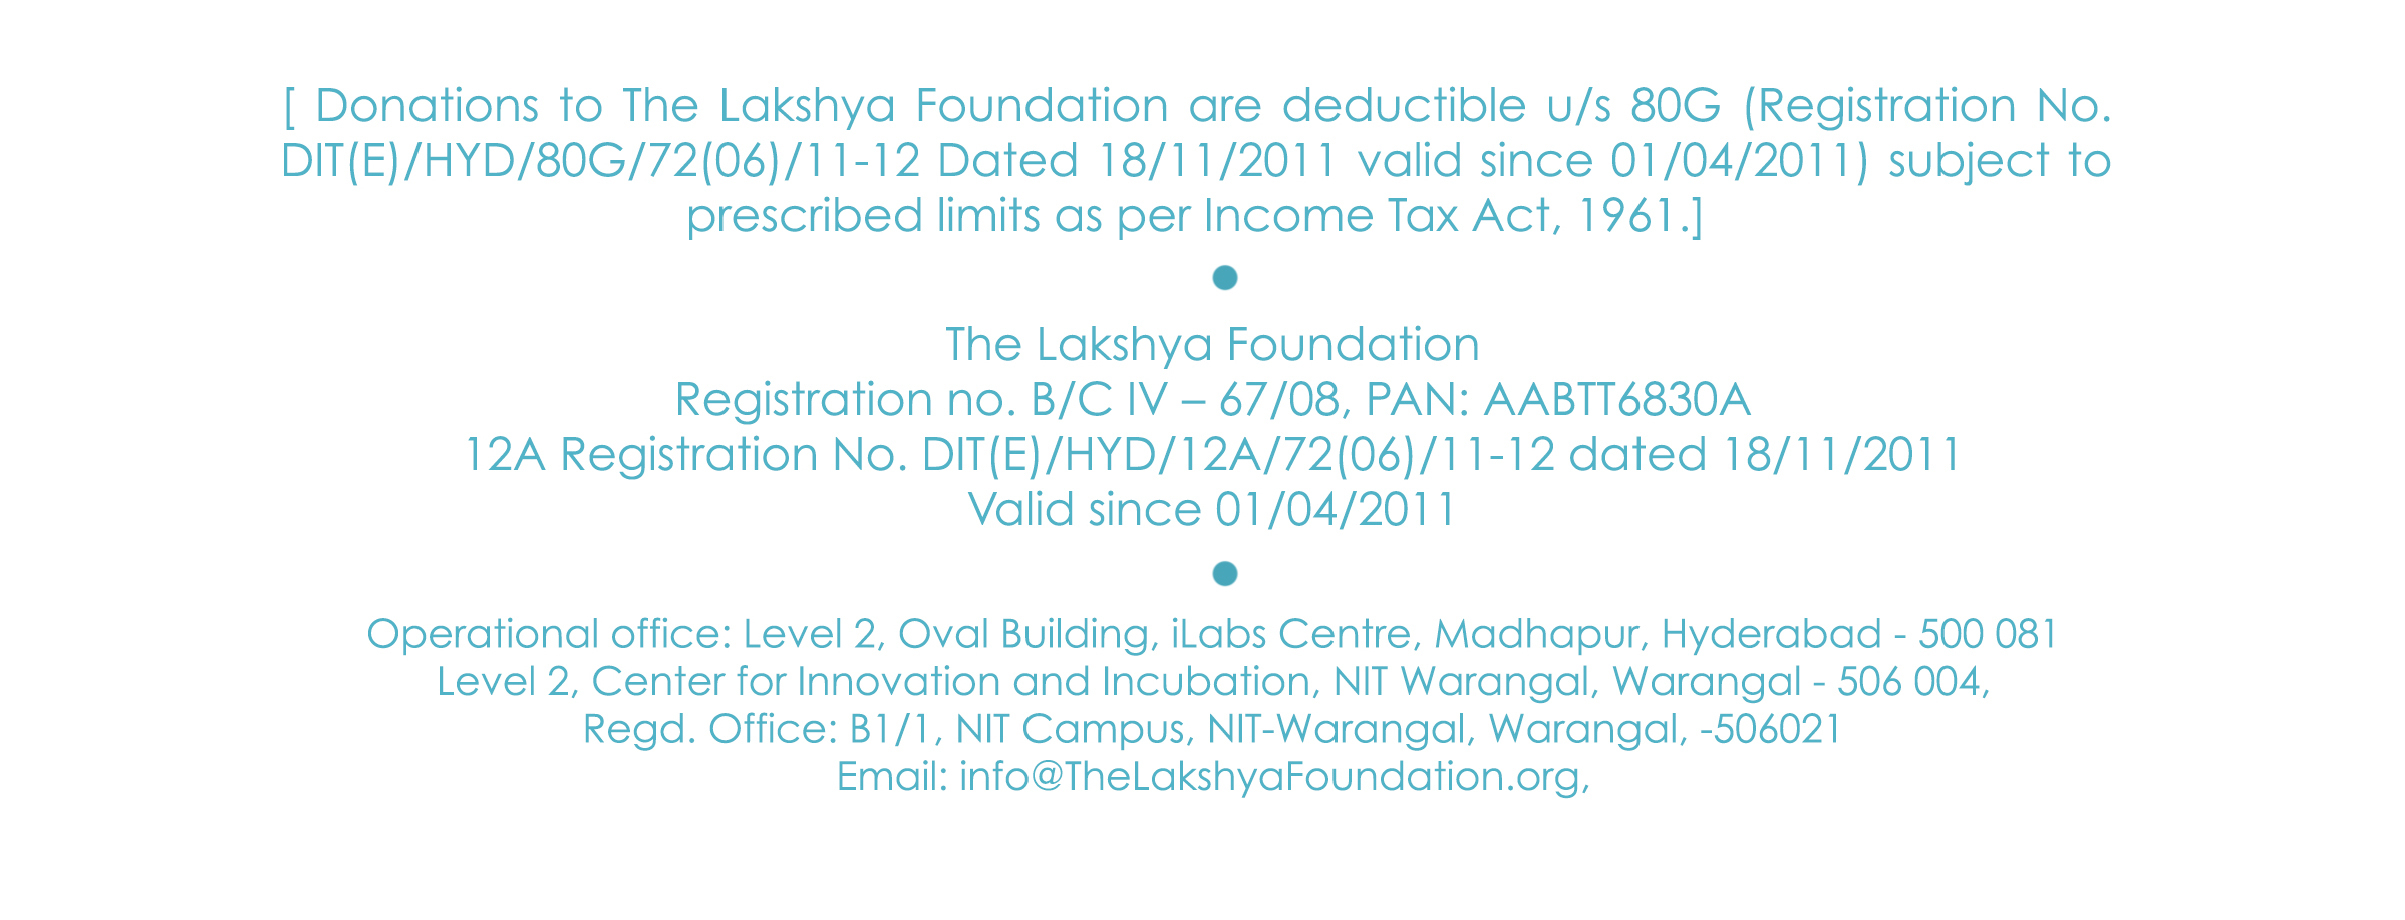 [ Donations to The Lakshya Foundation are deductible u/s 80G (Registration No.
DIT(E)/HYD/80G/72(06)/11-12 Dated 18/11/2011 valid since 01/04/2011) subject to
prescribed limits as per Income Tax Act, 1961.]
The Lakshya Foundation
Registration no. B/C IV – 67/08, PAN: AABTT6830A
12A Registration No. DIT(E)/HYD/12A/72(06)/11-12 dated 18/11/2011
Valid since 01/04/2011
Operational office: Level 2, Oval Building, iLabs Centre, Madhapur, Hyderabad - 500 081
Level 2, Center for Innovation and Incubation, NIT Warangal, Warangal - 506 004,
Regd. Office: B1/1, NIT Campus, NIT-Warangal, Warangal, -506021
Email: info@TheLakshyaFoundation.org,